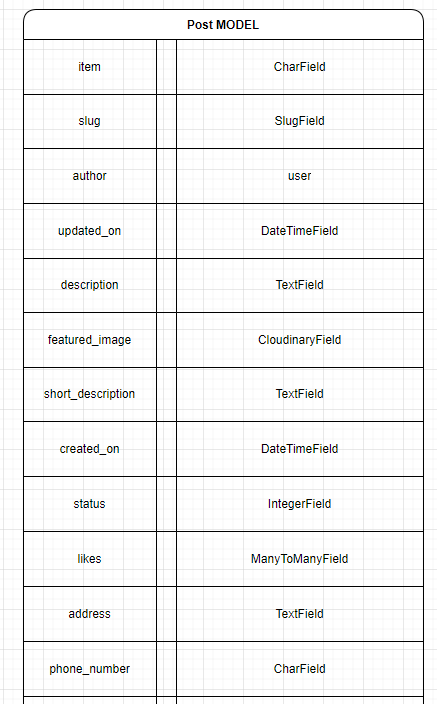 Post MODEL
item CharField
slug SlugField
author user
updated_on DateTimeField
description TextField
featured_image CloudinaryField
short_description TextField
created_on DateTimeField
status IntegerField
likes ManyToManyField
address TextField
phone_number CharField